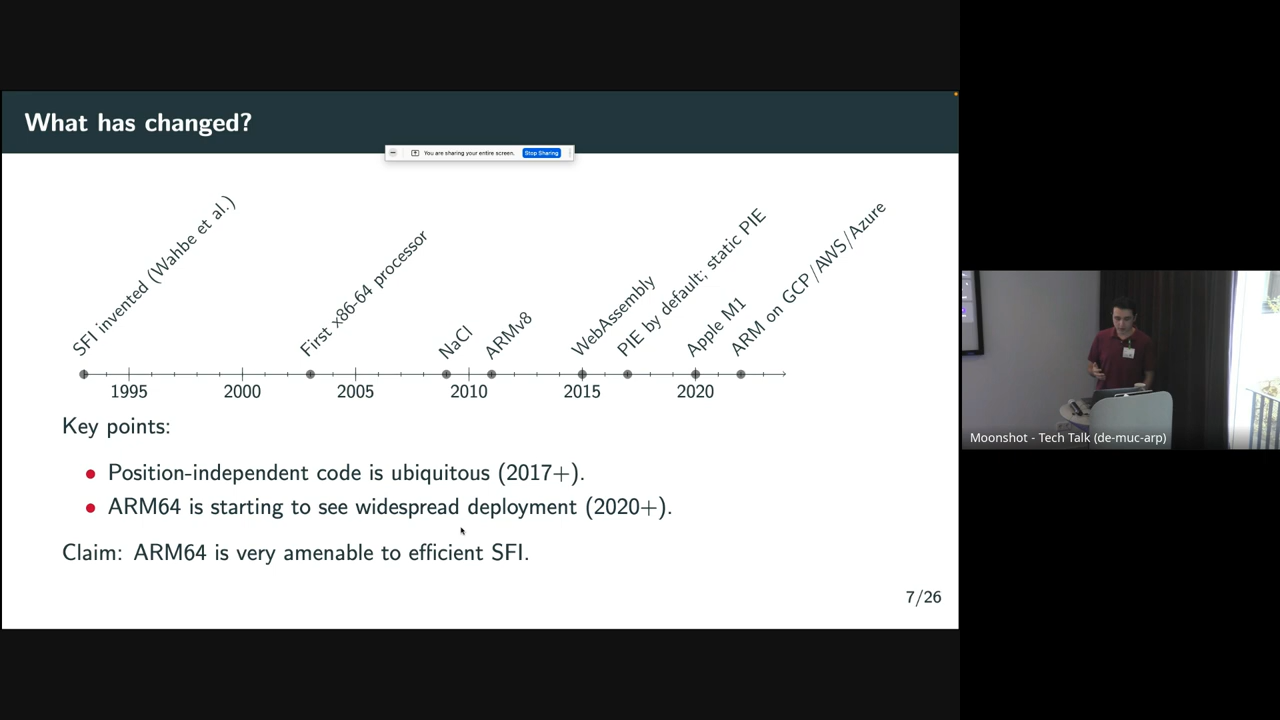 What has changed?
You are sharing your entire screen. Stop Sharing
SFI invented (Wahbe et al.)
First x86-64 processor
NaCl
ARMv8
WebAssembly
PIE by default; static PIE
Apple M1
ARM on GCP/AWS/Azure
1995 2000 2005 2010 2015 2020
Key points:
Position-independent code is ubiquitous (2017+).
ARM64 is starting to see widespread deployment (2020+).
Claim: ARM64 is very amenable to efficient SFI.
7/26
Moonshot - Tech Talk (de-muc-arp)